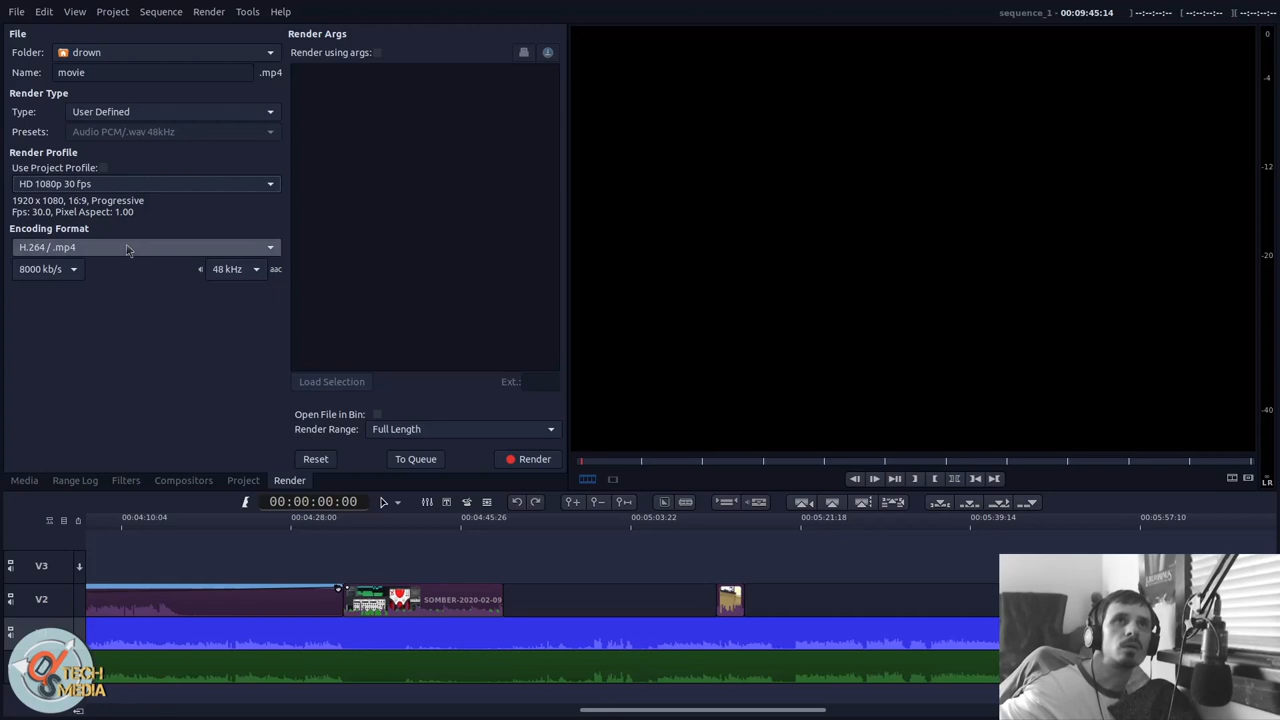 File Edit View Project Sequence Render Tools Help
sequence_1 - 00:09:45:14 ]--:--:--:-- [--:--:--:-- ][--:--:--:--
File
Folder: drown
Name: movie .mp4
Render Type
Type: User Defined
Presets: Audio PCM/.wav 48kHz
Render Profile
Use Project Profile:
HD 1080p 30 fps
1920 x 1080, 16:9, Progressive
Fps: 30.0, Pixel Aspect: 1.00
Encoding Format
H.264 / .mp4
8000 kb/s 48 kHz aac
Render Args
Render using args:
Load Selection Ext.:
Open File in Bin:
Render Range: Full Length
Reset To Queue Render
0
-4
-12
-20
-40
L R
Media Range Log Filters Compositors Project Render
00:00:00:00
00:04:10:04 00:04:28:00 00:04:45:26 00:05:03:22 00:05:21:18 00:05:39:14 00:05:57:10
V3
V2
SOMBER-2020-02-09
TECH
MEDIA